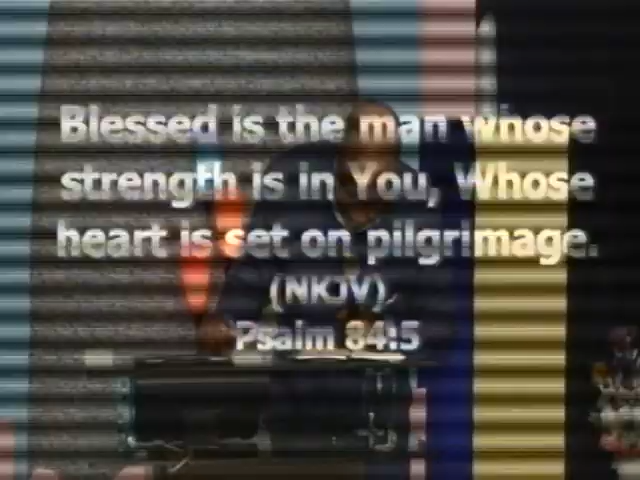 Blessed is the man whose
strength is in You, Whose
heart is set on pilgrimage.
(NKJV)
Psalm 84:5